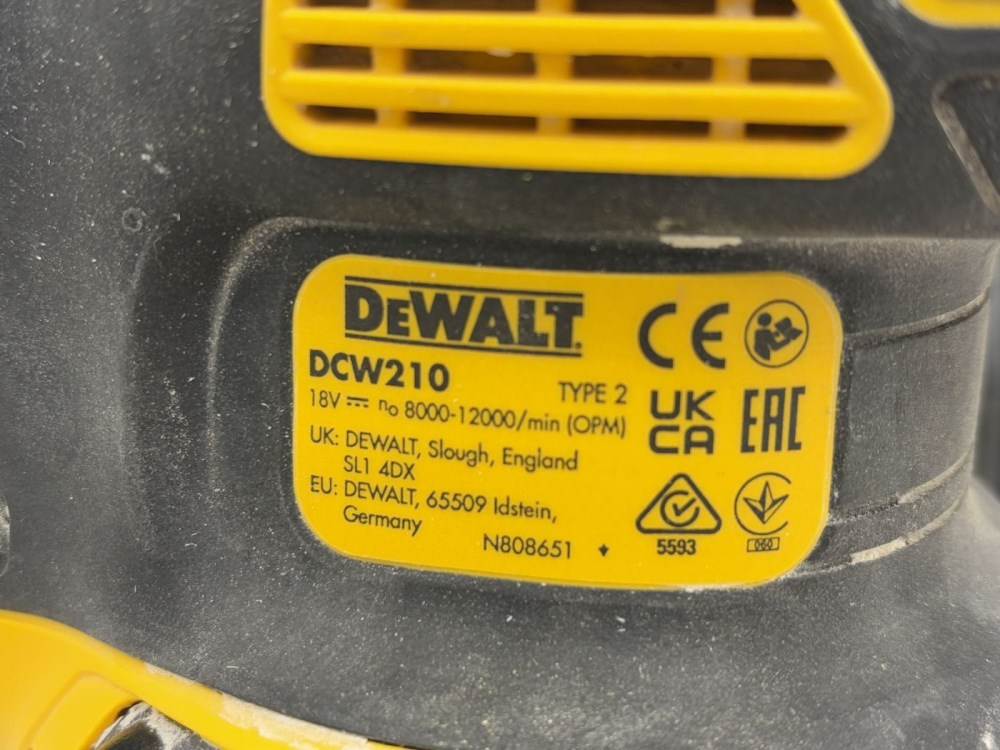 DEWALT
DCW210 TYPE 2
18V ⎓ n₀ 8000-12000/min (OPM)
UK: DEWALT, Slough, England
SL1 4DX
EU: DEWALT, 65509 Idstein,
Germany
N808651
CE
UK
CA
EAC
5593
060